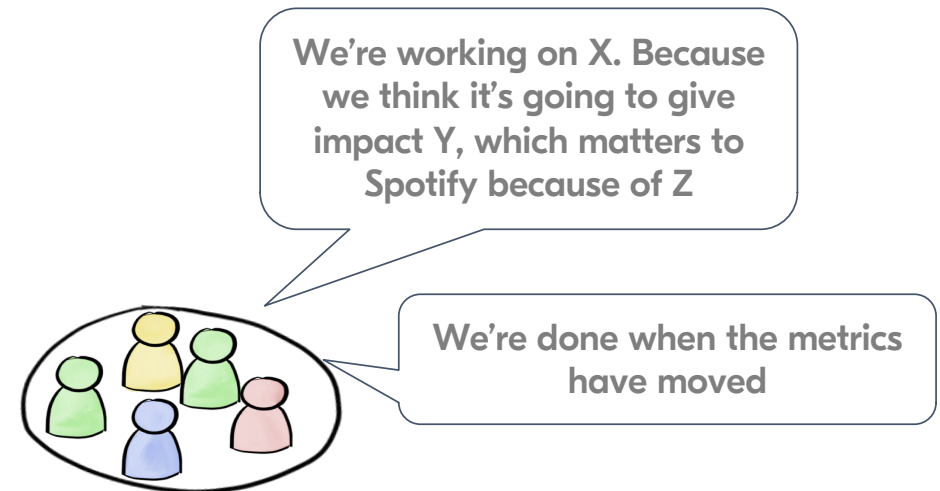 We’re working on X. Because
we think it’s going to give
impact Y, which matters to
Spotify because of Z
We’re done when the metrics
have moved